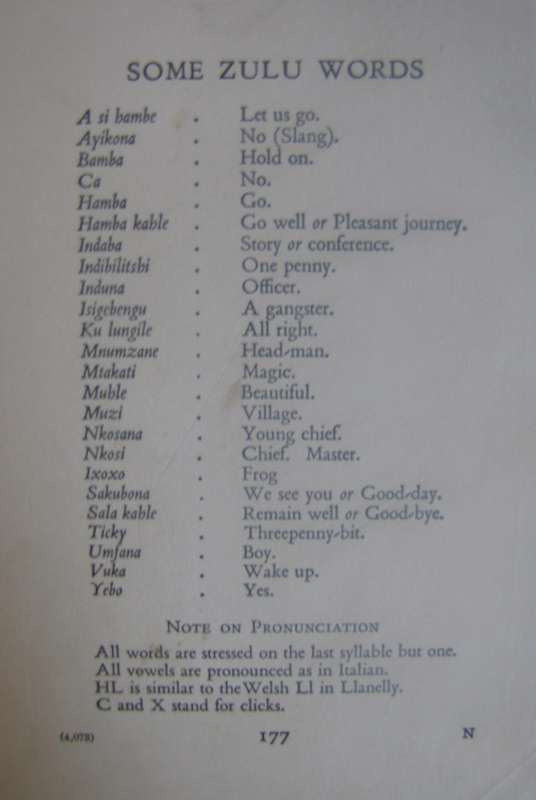 SOME ZULU WORDS
A si hambe . Let us go.
Ayikona . No (Slang).
Bamba . Hold on.
Ca . No.
Hamba . Go.
Hamba kahle . Go well or Pleasant journey.
Indaba . Story or conference.
Indibilitshi . One penny.
Induna . Officer.
Isigebengu . A gangster.
Ku lungile . All right.
Mnumzane . Head-man.
Mtakati . Magic.
Muhle . Beautiful.
Muzi . Village.
Nkosana . Young chief.
Nkosi . Chief. Master.
Ixoxo . Frog
Sakubona . We see you or Good-day.
Sala kahle . Remain well or Good-bye.
Ticky . Threepenny-bit.
Umfana . Boy.
Vuka . Wake up.
Yebo . Yes.
NOTE ON PRONUNCIATION
All words are stressed on the last syllable but one.
All vowels are pronounced as in Italian.
HL is similar to the Welsh Ll in Llanelly.
C and X stand for clicks.
(4,078) 177 N